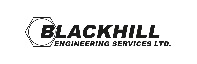 BLACKHILL
ENGINEERING SERVICES LTD.